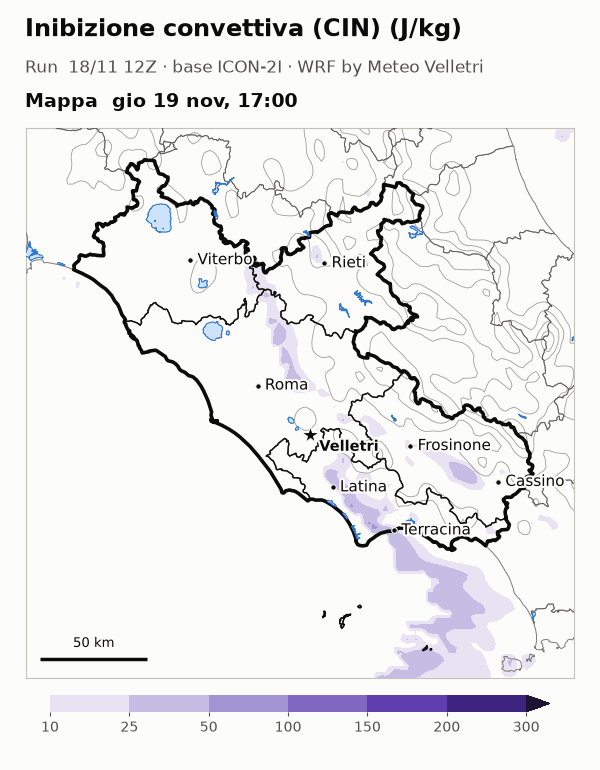 Inibizione convettiva (CIN) (J/kg)
Run  18/11 12Z · base ICON-2I · WRF by Meteo Velletri
Mappa  gio 19 nov, 17:00
Viterbo
Rieti
Roma
Velletri
Frosinone
Cassino
Latina
Terracina
50 km
10 25 50 100 150 200 300